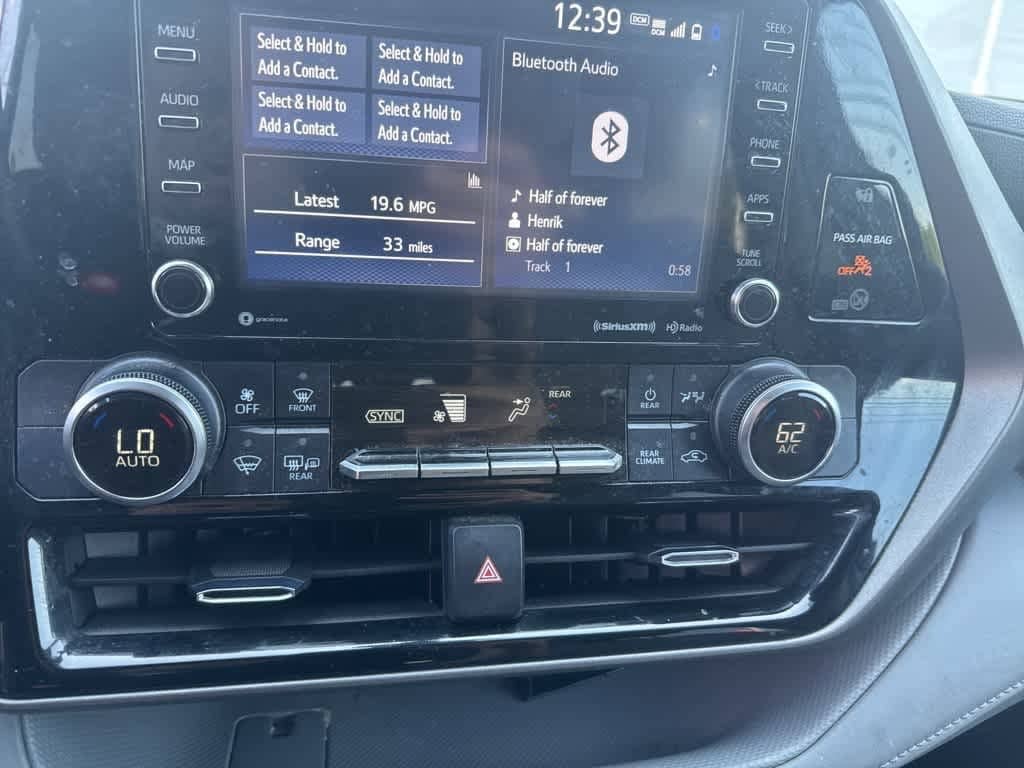 MENU
AUDIO
MAP
POWER
VOLUME
Select & Hold to
Add a Contact.
Select & Hold to
Add a Contact.
Select & Hold to
Add a Contact.
Select & Hold to
Add a Contact.
Latest 19.6 MPG
Range 33 miles
12:39
DCM
DCM
Bluetooth Audio
Half of forever
Henrik
Half of forever
Track 1 0:58
gracenote
((SiriusXM))
HD Radio
SEEK>
<TRACK
PHONE
APPS
TUNE
SCROLL
PASS AIR BAG
OFF 2
LO
AUTO
OFF
FRONT
REAR
SYNC
REAR
REAR
REAR
CLIMATE
62
A/C